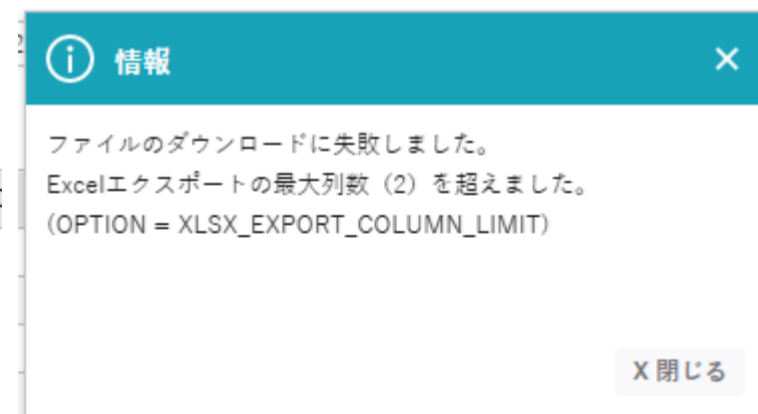 情報
ファイルのダウンロードに失敗しました。
Excelエクスポートの最大列数（2）を超えました。
(OPTION = XLSX_EXPORT_COLUMN_LIMIT)
X 閉じる